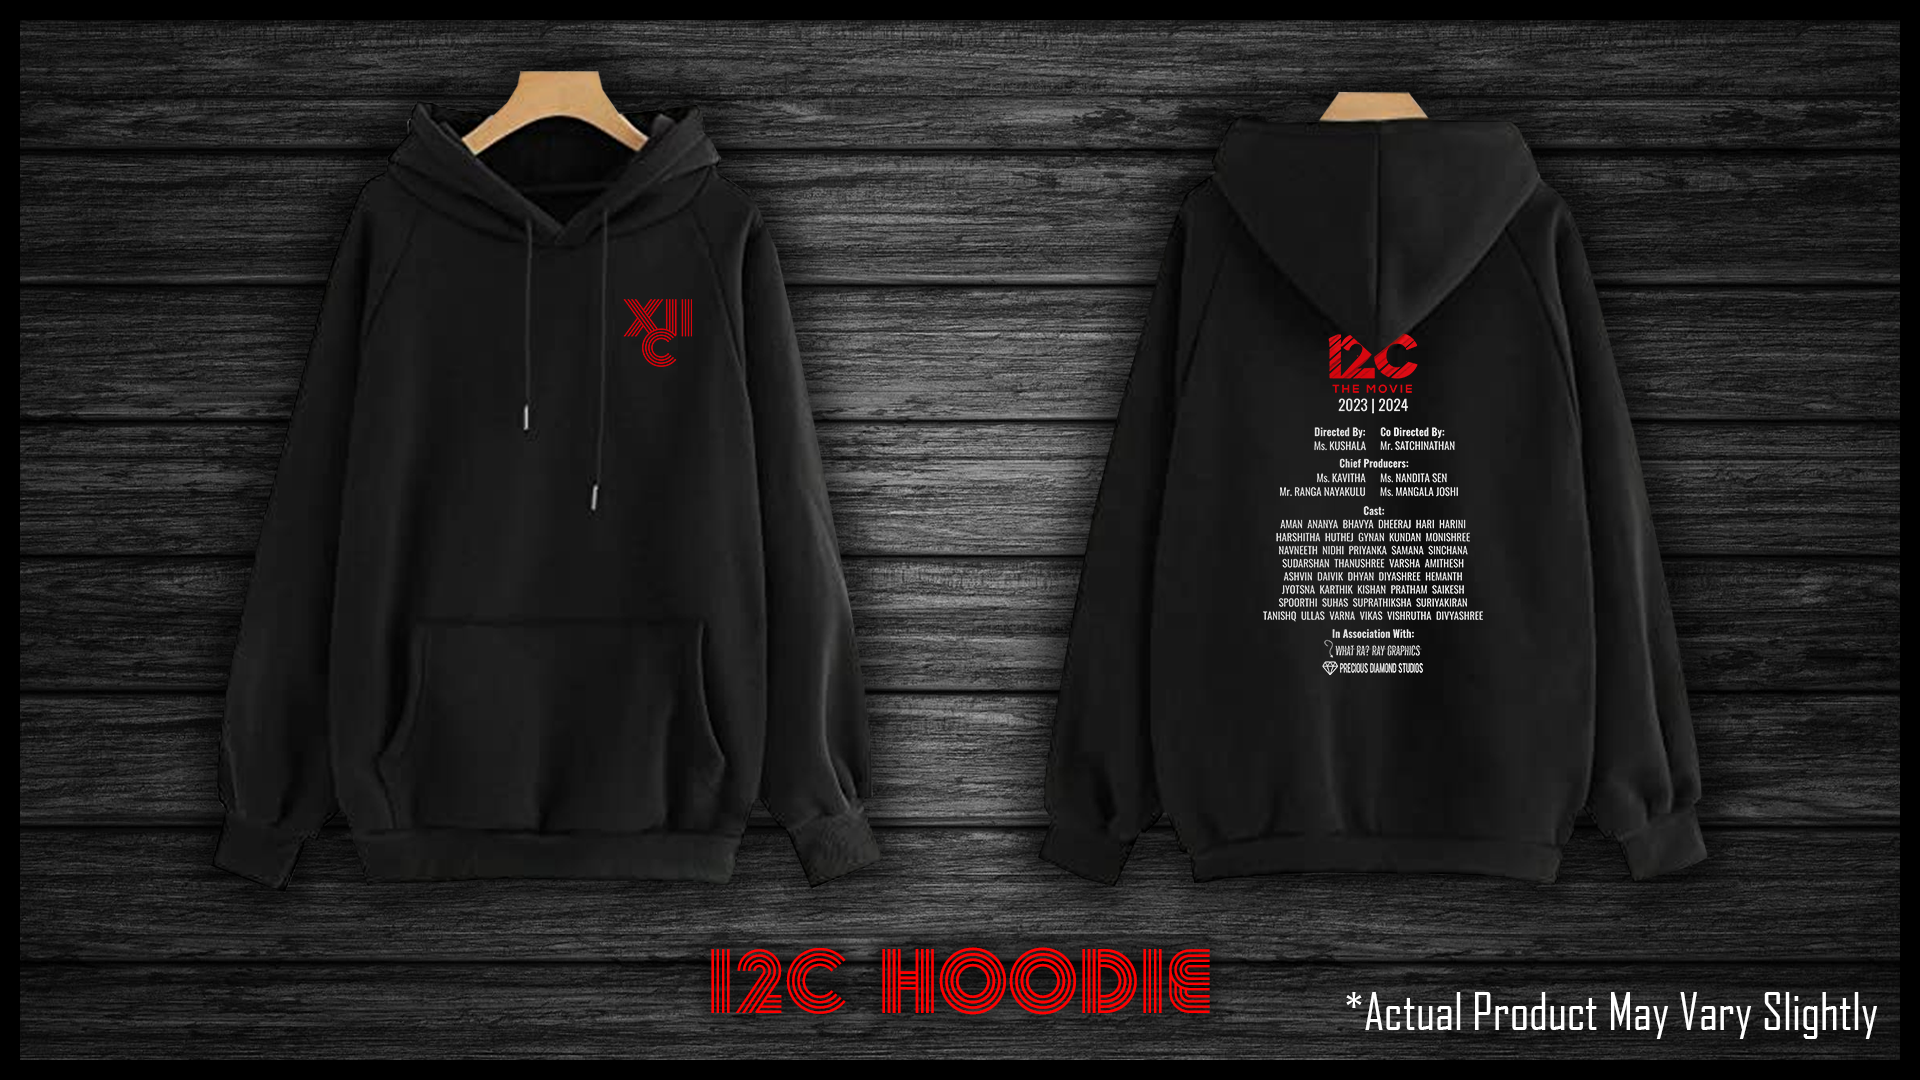 XII
C
12C
THE MOVIE
2023 | 2024
Directed By: Co Directed By:
Ms. KUSHALA Mr. SATCHINATHAN
Chief Producers:
Ms. KAVITHA Ms. NANDITA SEN
Mr. RANGA NAYAKULU Ms. MANGALA JOSHI
Cast:
AMAN ANANYA BHAVYA DHEERAJ HARI HARINI
HARSHITHA HUTHEJ GYNAN KUNDAN MONISHREE
NAVNEETH NIDHI PRIYANKA SAMANA SINCHANA
SUDARSHAN THANUSHREE VARSHA AMITHESH
ASHVIN DAIVIK DHYAN DIYASHREE HEMANTH
JYOTSNA KARTHIK KISHAN PRATHAM SAIKESH
SPOORTHI SUHAS SUPRATHIKSHA SURIYAKIRAN
TANISHQ ULLAS VARNA VIKAS VISHRUTHA DIVYASHREE
In Association With:
WHAT RA? RAY GRAPHICS
PRECIOUS DIAMOND STUDIOS
12C HOODIE
*Actual Product May Vary Slightly